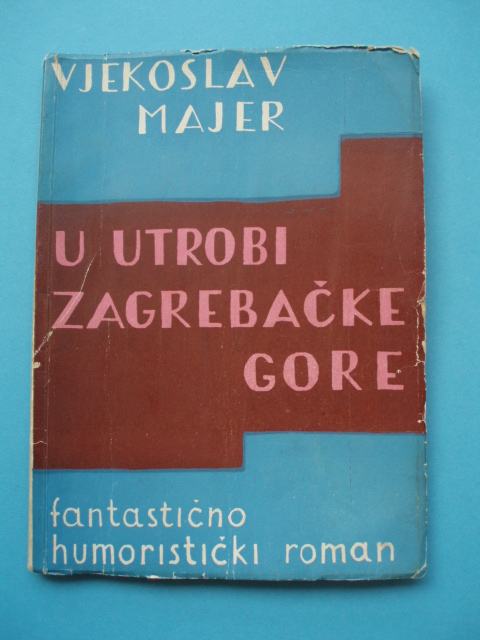 VJEKOSLAV
MAJER
U UTROBI
ZAGREBAČKE
GORE
fantastično
humoristički roman